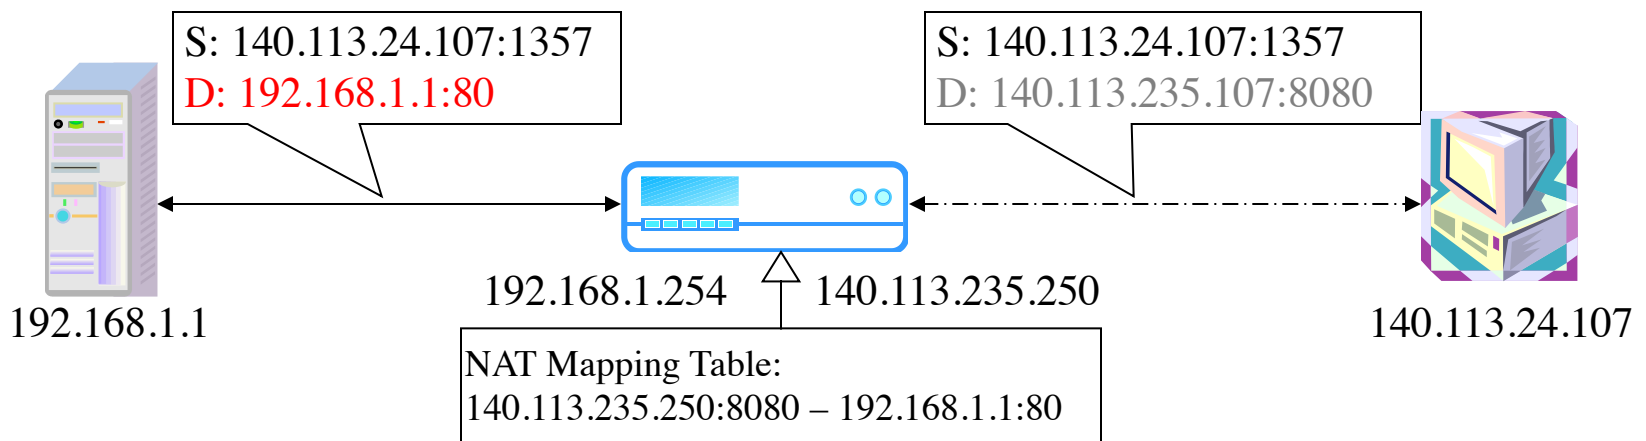 S: 140.113.24.107:1357
D: 192.168.1.1:80
S: 140.113.24.107:1357
D: 140.113.235.107:8080
192.168.1.254
140.113.235.250
192.168.1.1
140.113.24.107
NAT Mapping Table:
140.113.235.250:8080 – 192.168.1.1:80